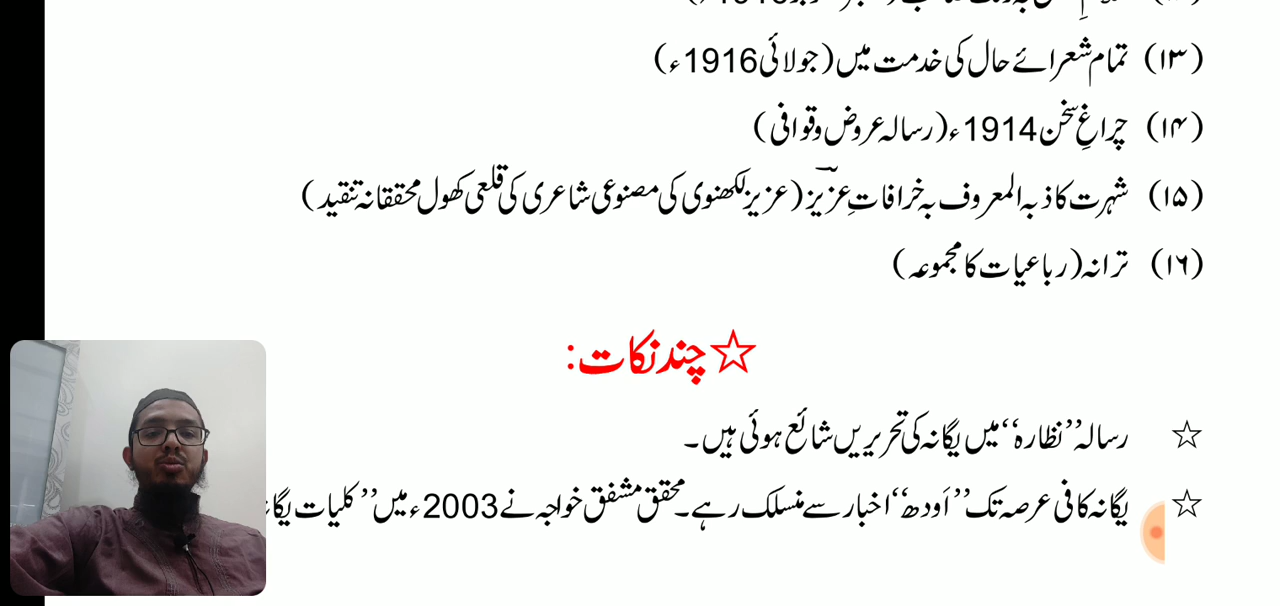 (۱۳) تمام شعرائے حال کی خدمت میں (جولائی 1916ء)
(۱۴) چراغِ سخن 1914ء (رسالہ عروض وقوافی)
(۱۵) شہرت کاذبہ المعروف بہ خرافاتِ عزیز (عزیز لکھنوی کی مصنوعی شاعری کی قلعی کھول محققانہ تنقید)
(۱۶) ترانہ (رباعیات کا مجموعہ)
☆ چند نکات:
☆ رسالہ ’’نظارہ‘‘ میں یگانہ کی تحریریں شائع ہوئی ہیں۔
☆ یگانہ کافی عرصہ تک ’’اَودھ‘‘ اخبار سے منسلک رہے۔ محقق مشفق خواجہ نے 2003ء میں ’’کلیات